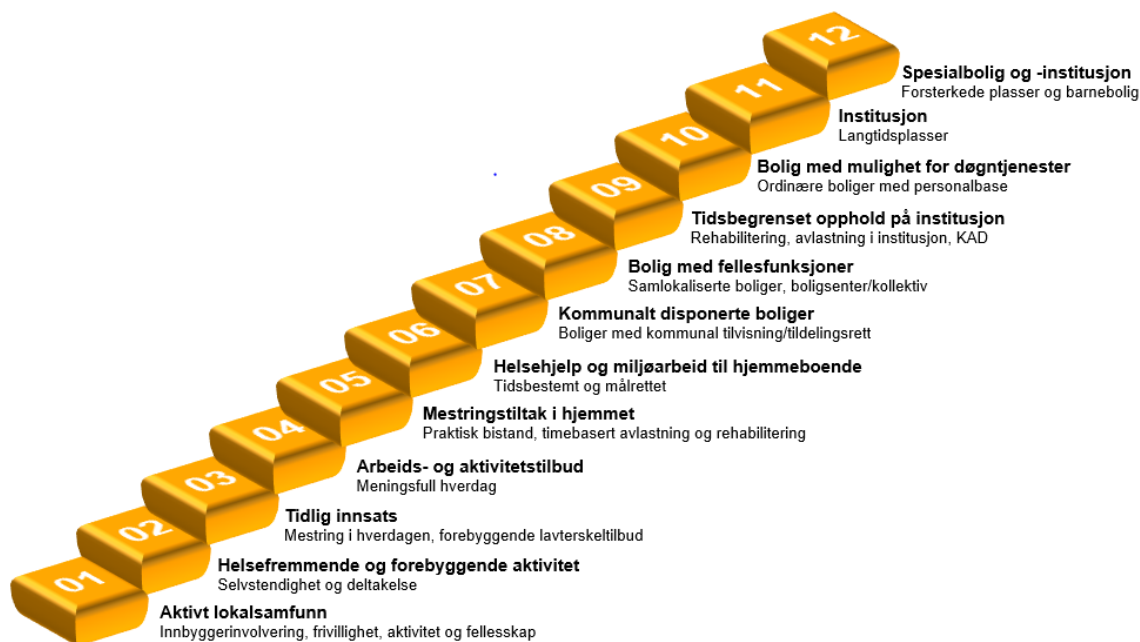 12
Spesialbolig og -institusjon
Forsterkede plasser og barnebolig
11
Institusjon
Langtidsplasser
10
Bolig med mulighet for døgntjenester
Ordinære boliger med personalbase
09
Tidsbegrenset opphold på institusjon
Rehabilitering, avlastning i institusjon, KAD
08
Bolig med fellesfunksjoner
Samlokaliserte boliger, boligsenter/kollektiv
07
Kommunalt disponerte boliger
Boliger med kommunal tilvisning/tildelingsrett
06
Helsehjelp og miljøarbeid til hjemmeboende
Tidsbestemt og målrettet
05
Mestringstiltak i hjemmet
Praktisk bistand, timebasert avlastning og rehabilitering
04
Arbeids- og aktivitetstilbud
Meningsfull hverdag
03
Tidlig innsats
Mestring i hverdagen, forebyggende lavterskeltilbud
02
Helsefremmende og forebyggende aktivitet
Selvstendighet og deltakelse
01
Aktivt lokalsamfunn
Innbyggerinvolvering, frivillighet, aktivitet og fellesskap